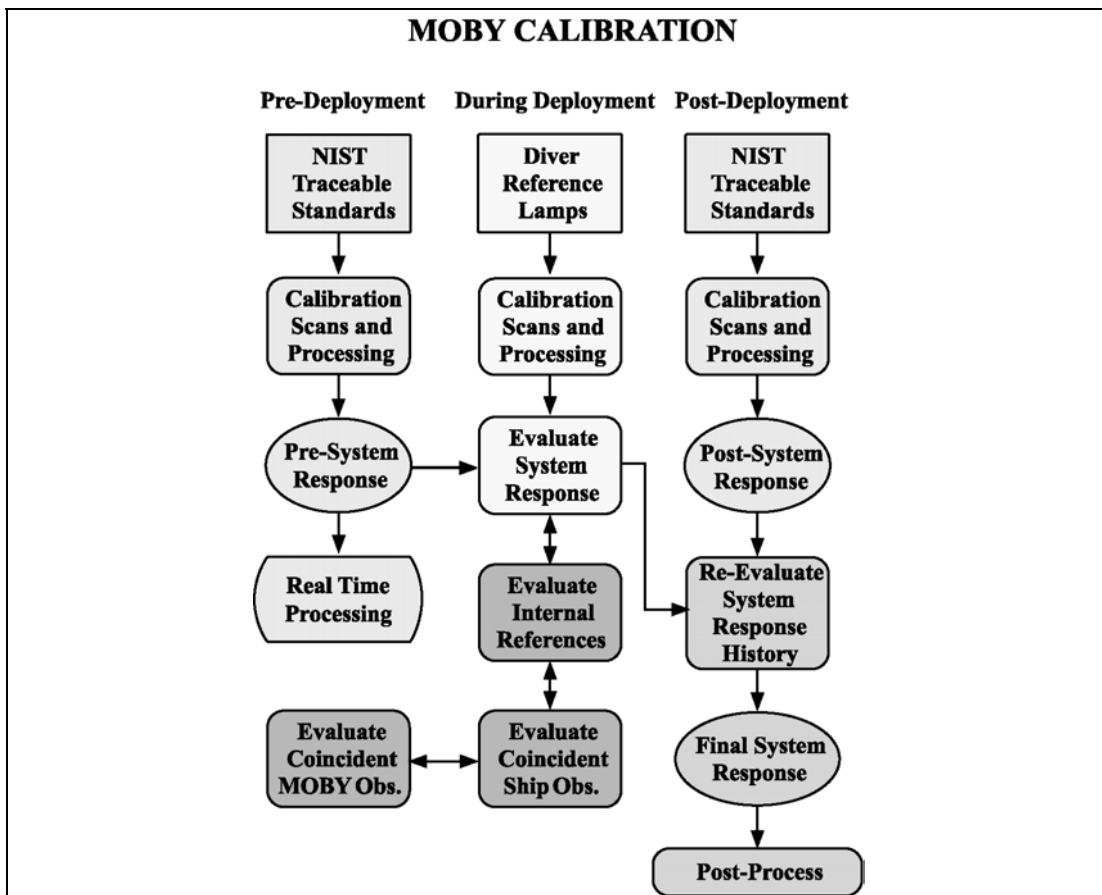 MOBY CALIBRATION
Pre-Deployment
During Deployment
Post-Deployment
NIST
Traceable
Standards
Diver
Reference
Lamps
NIST
Traceable
Standards
Calibration
Scans and
Processing
Calibration
Scans and
Processing
Calibration
Scans and
Processing
Pre-System
Response
Evaluate
System
Response
Post-System
Response
Real Time
Processing
Evaluate
Internal
References
Re-Evaluate
System
Response
History
Evaluate
Coincident
MOBY Obs.
Evaluate
Coincident
Ship Obs.
Final System
Response
Post-Process